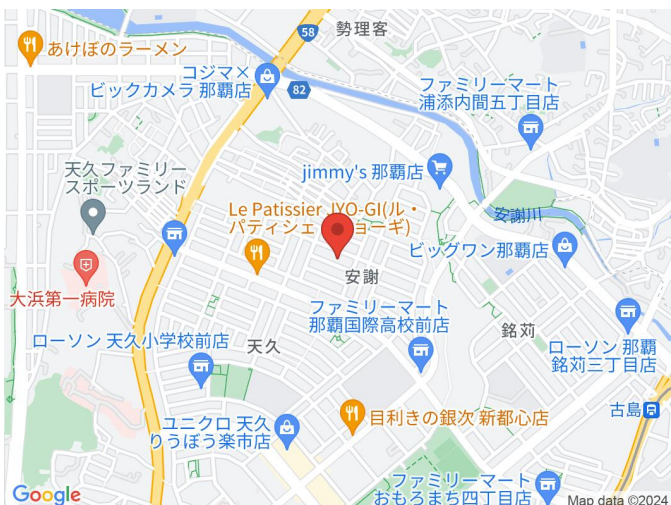 勢理客
58
あけぼのラーメン
コジマ×
ビックカメラ 那覇店
82
ファミリーマート
浦添内間五丁目店
天久ファミリー
スポーツランド
jimmy's 那覇店
安謝川
Le Patissier JYO-GI(ル・
パティシェ
ョーギ)
ビッグワン那覇店
大浜第一病院
安謝
ファミリーマート
那覇国際高校前店
銘苅
ローソン 天久小学校前店
天久
ローソン 那覇
銘苅三丁目店
古島
ユニクロ 天久
りうぼう楽市店
目利きの銀次 新都心店
ファミリーマート
おもろまち四丁目店
Google
Map data ©2024